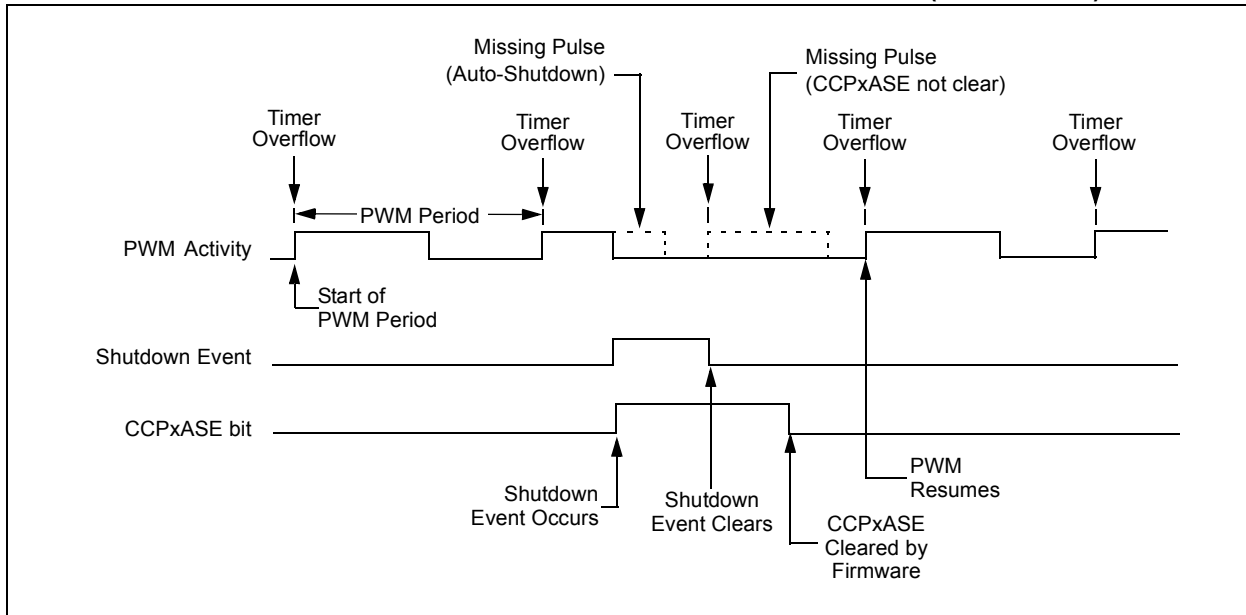 Missing Pulse
(Auto-Shutdown)
Missing Pulse
(CCPxASE not clear)
Timer
Overflow
Timer
Overflow
Timer
Overflow
Timer
Overflow
Timer
Overflow
PWM Period
PWM Activity
Start of
PWM Period
Shutdown Event
CCPxASE bit
Shutdown
Event Occurs
Shutdown
Event Clears
CCPxASE
Cleared by
Firmware
PWM
Resumes